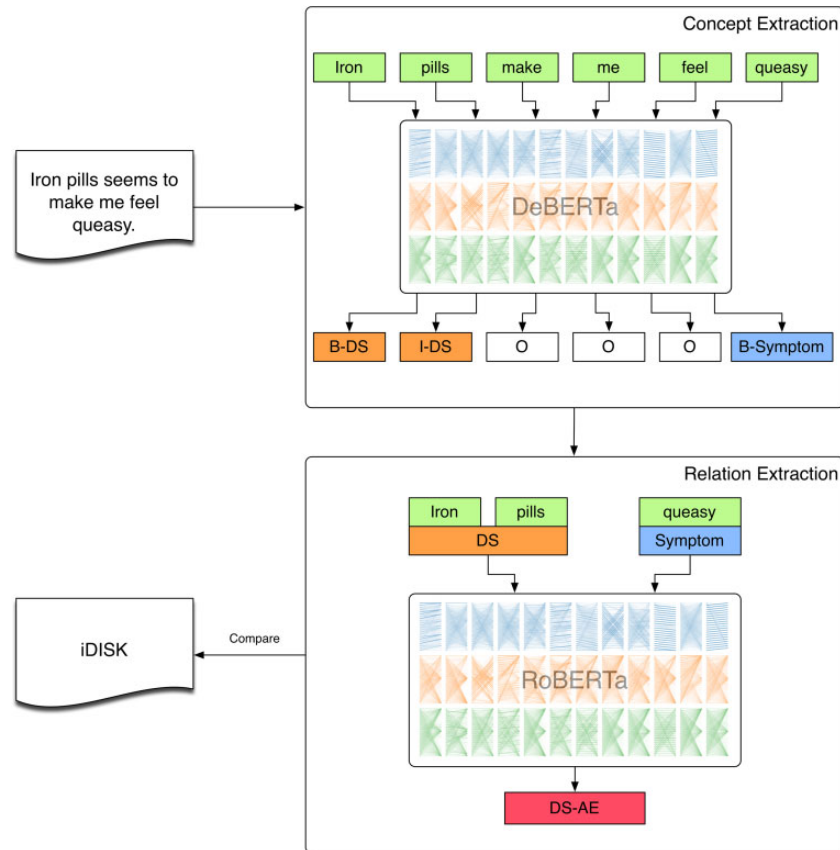 Concept Extraction
Iron pills make me feel queasy
Iron pills seems to
make me feel
queasy.
DeBERTa
B-DS I-DS O O O B-Symptom
Relation Extraction
Iron pills queasy
DS Symptom
iDISK
Compare
RoBERTa
DS-AE